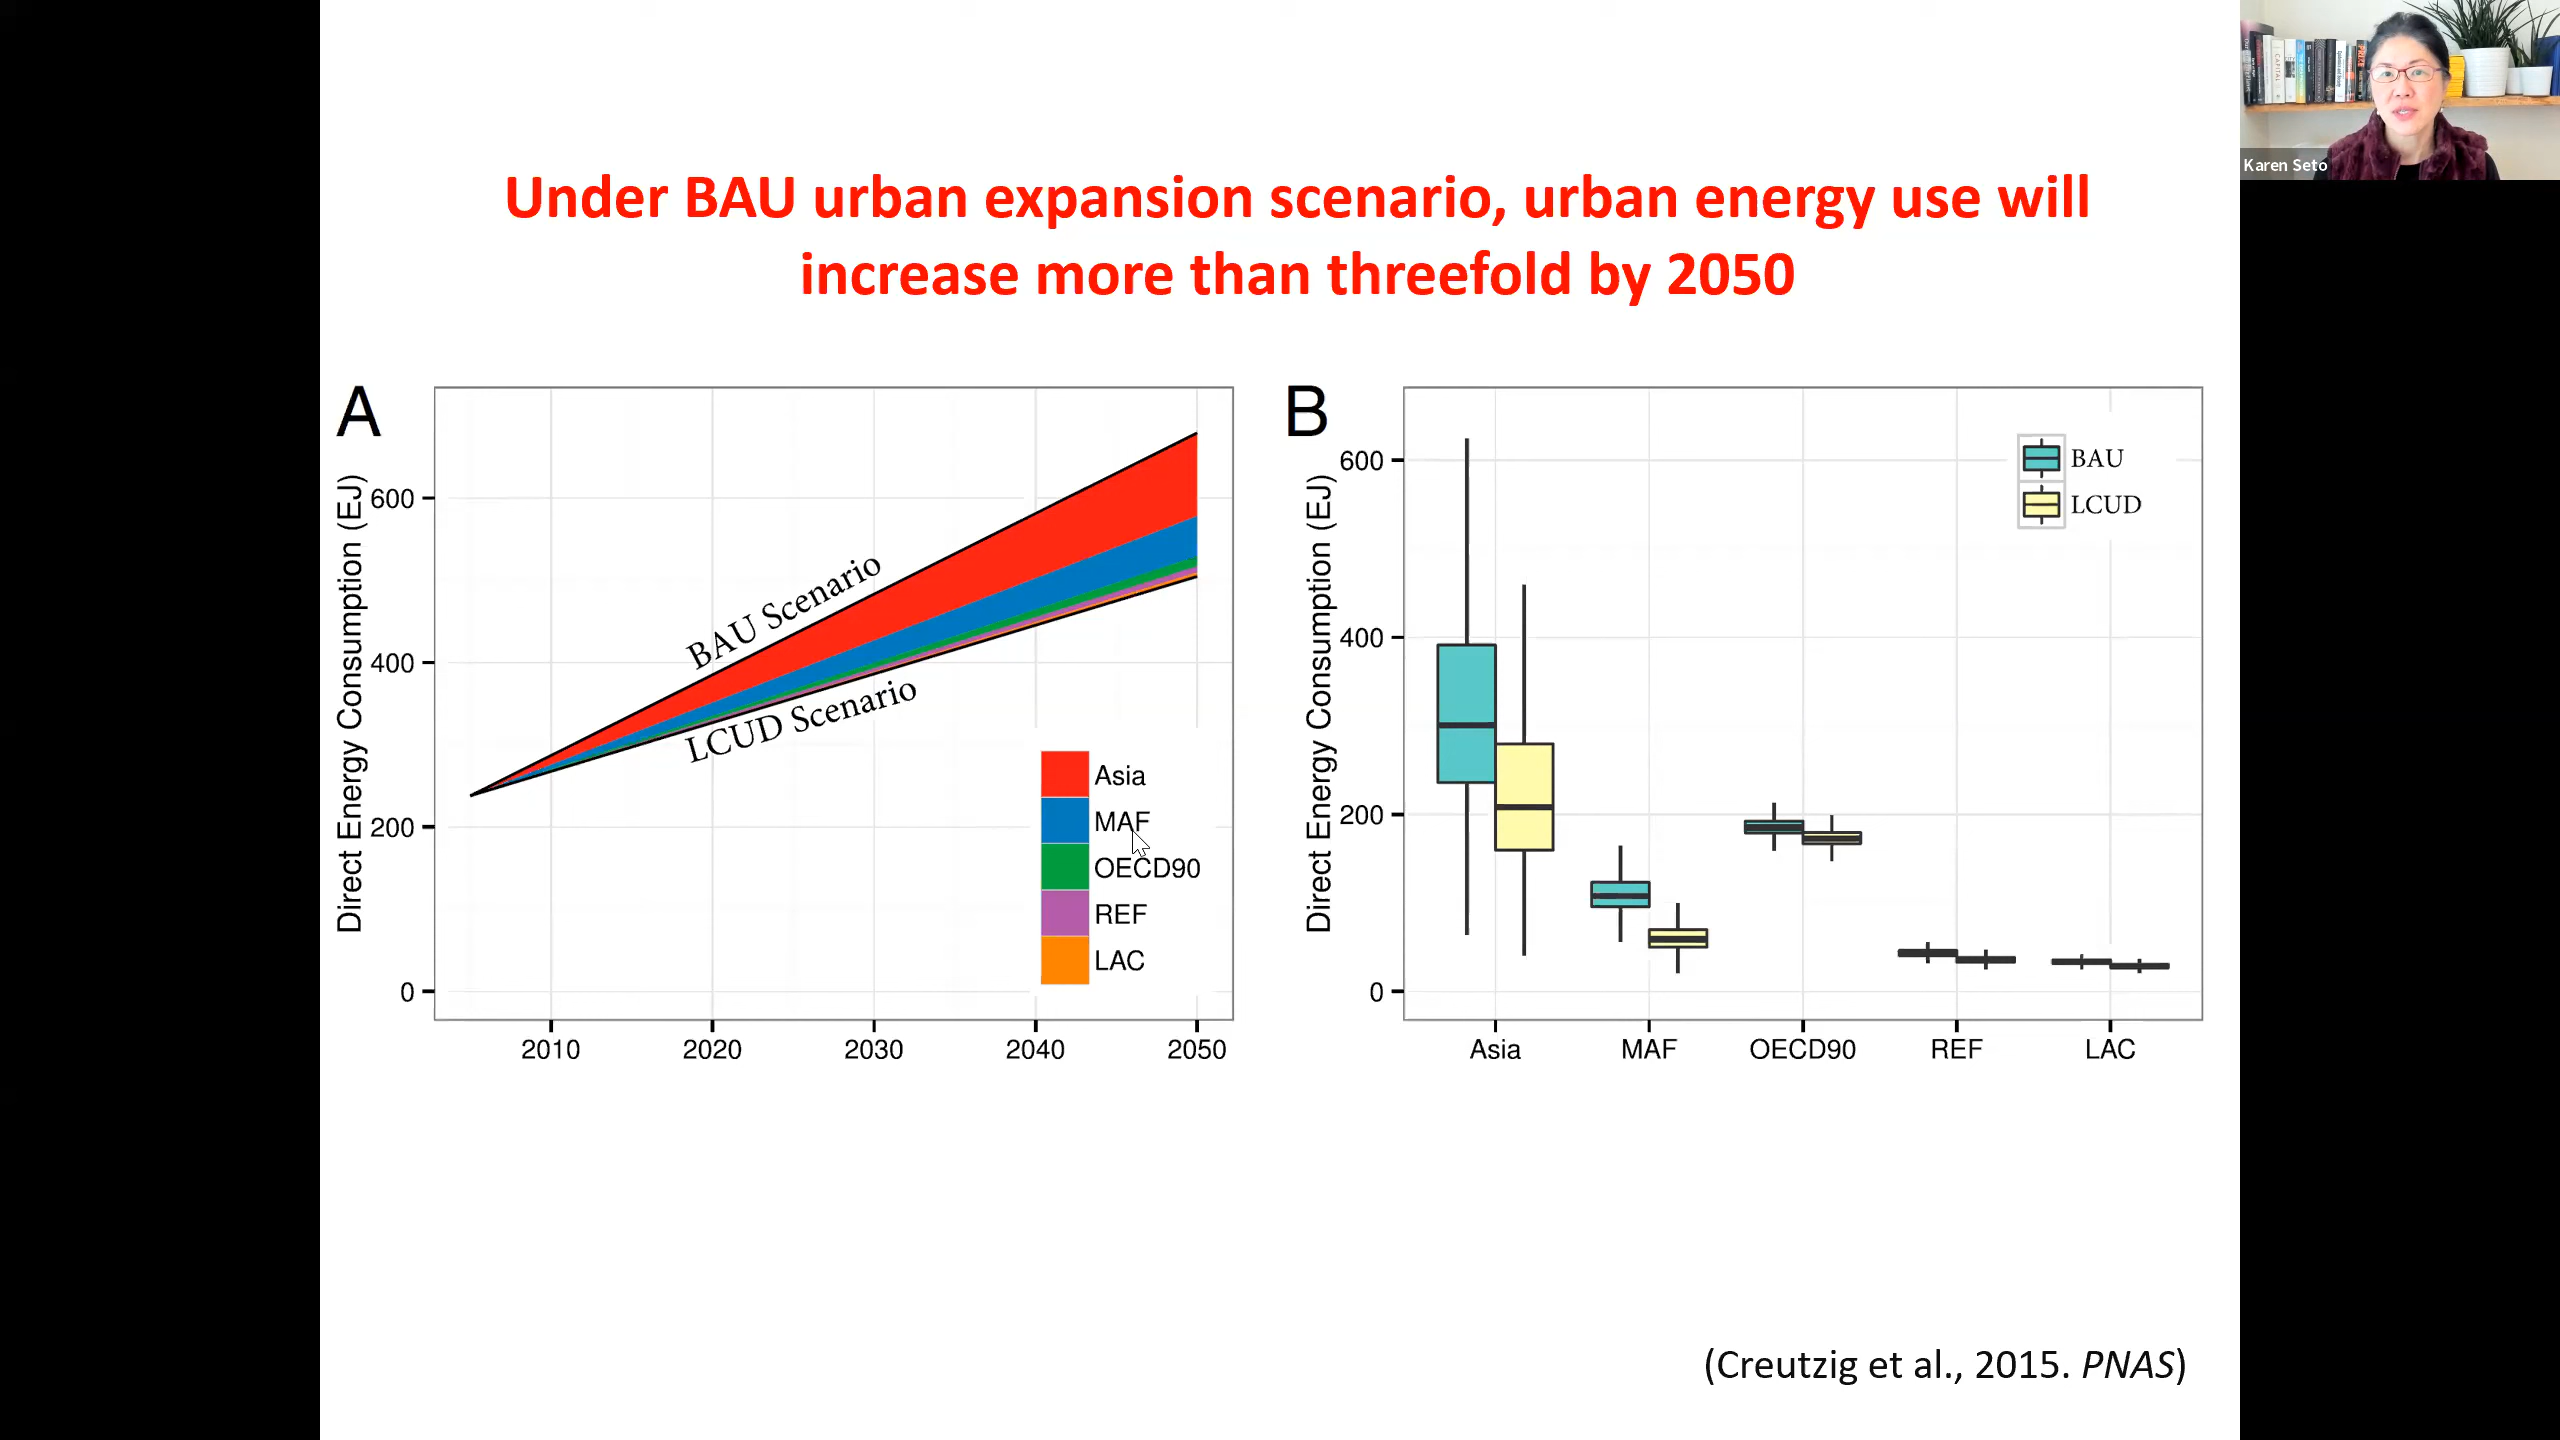 Karen Seto
Under BAU urban expansion scenario, urban energy use will
increase more than threefold by 2050
A
Direct Energy Consumption (EJ)
600
400
200
0
BAU Scenario
LCUD Scenario
Asia
MAF
OECD90
REF
LAC
2010 2020 2030 2040 2050
B
Direct Energy Consumption (EJ)
600
400
200
0
BAU
LCUD
Asia MAF OECD90 REF LAC
(Creutzig et al., 2015. PNAS)
CAPITAL